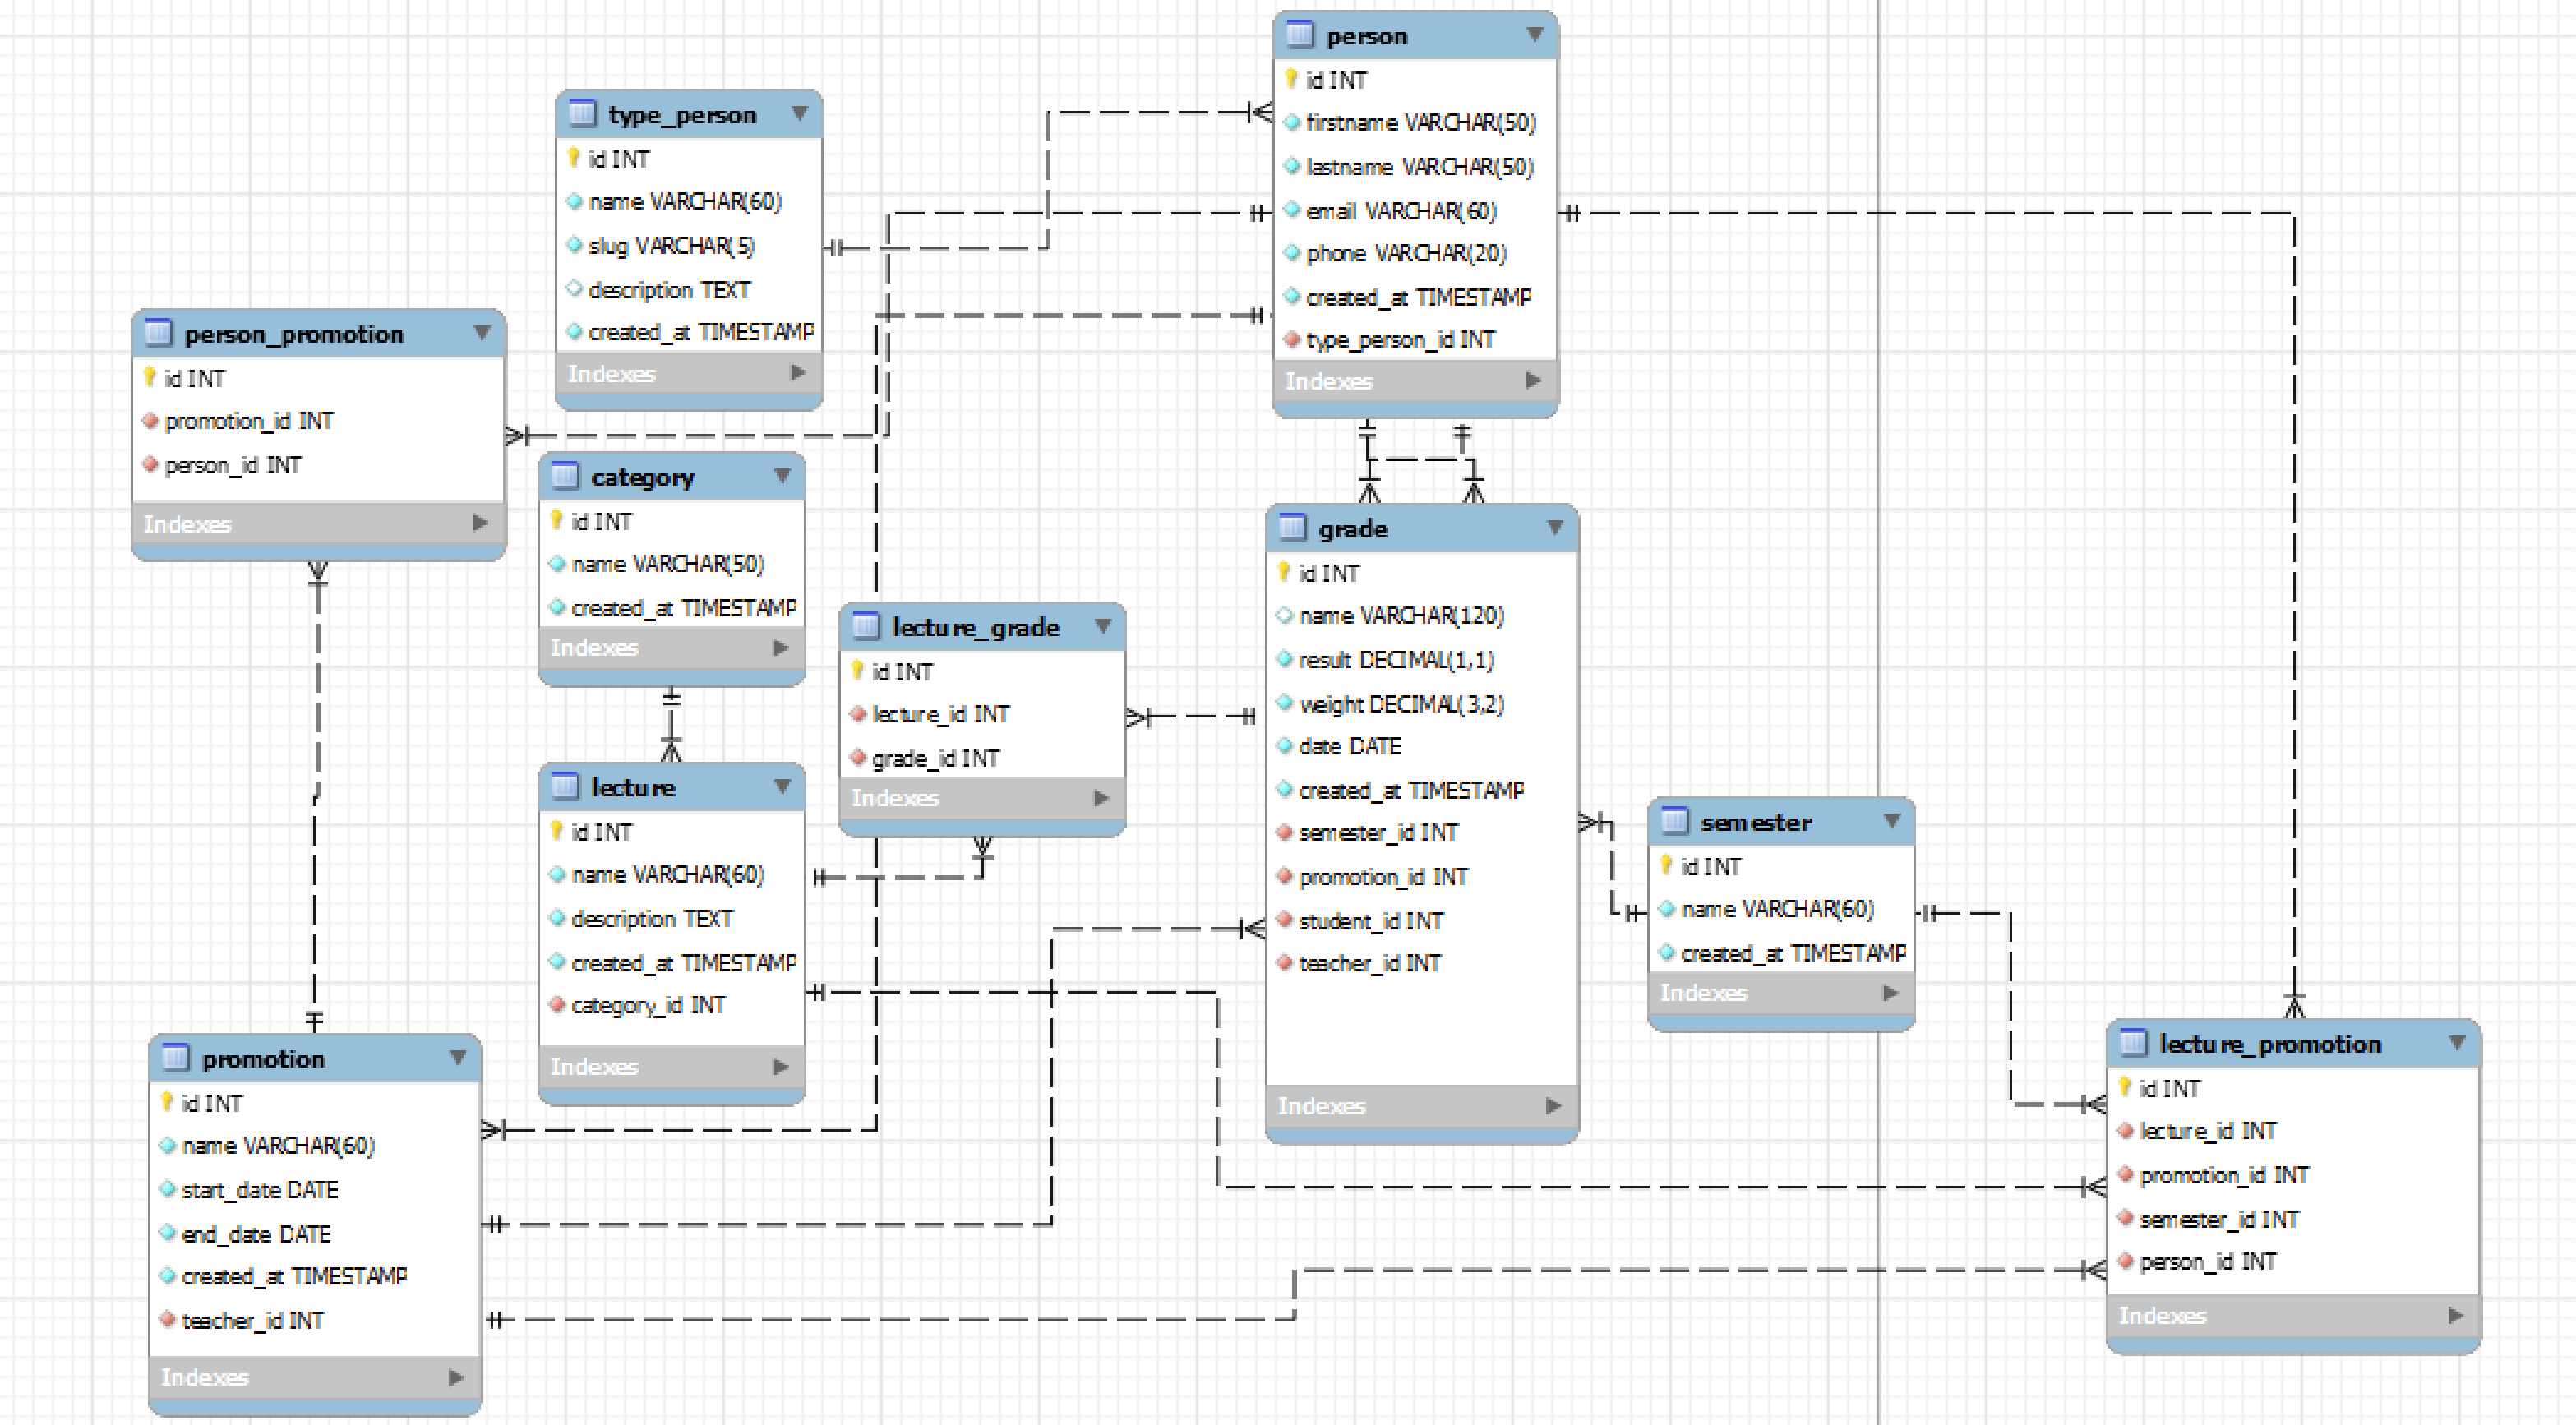 person
id INT
firstname VARCHAR(50)
lastname VARCHAR(50)
email VARCHAR(60)
phone VARCHAR(20)
created_at TIMESTAMP
type_person_id INT
Indexes
type_person
id INT
name VARCHAR(60)
slug VARCHAR(5)
description TEXT
created_at TIMESTAMP
Indexes
person_promotion
id INT
promotion_id INT
person_id INT
Indexes
category
id INT
name VARCHAR(50)
created_at TIMESTAMP
Indexes
lecture_grade
id INT
lecture_id INT
grade_id INT
Indexes
grade
id INT
name VARCHAR(120)
result DECIMAL(1,1)
weight DECIMAL(3,2)
date DATE
created_at TIMESTAMP
semester_id INT
promotion_id INT
student_id INT
teacher_id INT
Indexes
lecture
id INT
name VARCHAR(60)
description TEXT
created_at TIMESTAMP
category_id INT
Indexes
semester
id INT
name VARCHAR(60)
created_at TIMESTAMP
Indexes
promotion
id INT
name VARCHAR(60)
start_date DATE
end_date DATE
created_at TIMESTAMP
teacher_id INT
Indexes
lecture_promotion
id INT
lecture_id INT
promotion_id INT
semester_id INT
person_id INT
Indexes